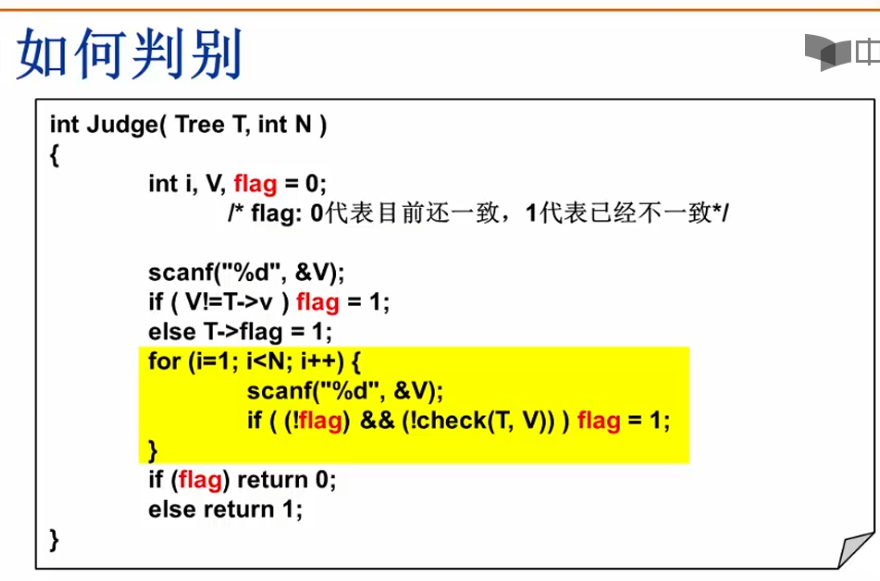 如何判别
中
int Judge( Tree T, int N )
{
int i, V, flag = 0;
/* flag: 0代表目前还一致，1代表已经不一致*/
scanf("%d", &V);
if ( V!=T->v ) flag = 1;
else T->flag = 1;
for (i=1; i<N; i++) {
scanf("%d", &V);
if ( (!flag) && (!check(T, V)) ) flag = 1;
}
if (flag) return 0;
else return 1;
}